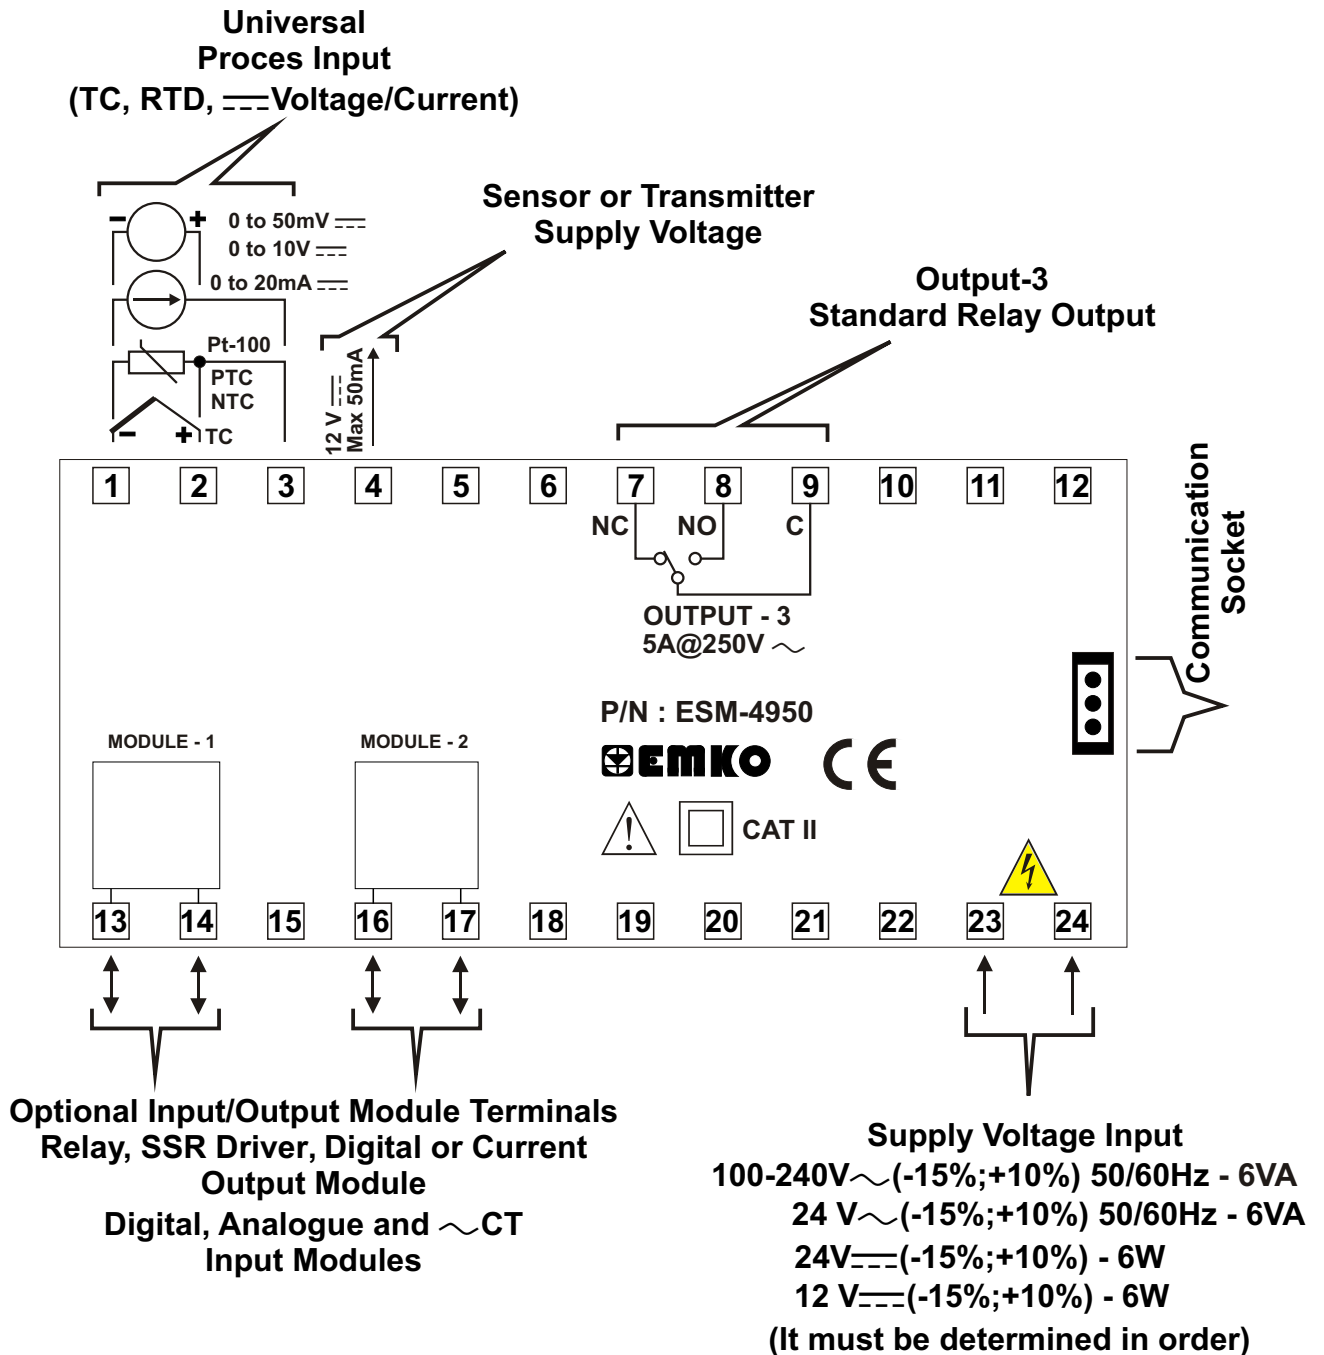 Universal
Proces Input
(TC, RTD, Voltage/Current)
- +
0 to 50mV
0 to 10V
0 to 20mA
Pt-100
PTC
NTC
- + TC
Sensor or Transmitter
Supply Voltage
12 V
Max 50mA
Output-3
Standard Relay Output
1 2 3 4 5 6 7 8 9 10 11 12
NC NO C
OUTPUT - 3
5A@250V ~
Communication
Socket
P/N : ESM-4950
EMKO CE
! CAT II
MODULE - 1 MODULE - 2
13 14 15 16 17 18 19 20 21 22 23 24
Optional Input/Output Module Terminals
Relay, SSR Driver, Digital or Current
Output Module
Digital, Analogue and ~CT
Input Modules
Supply Voltage Input
100-240V~(-15%;+10%) 50/60Hz - 6VA
24 V~(-15%;+10%) 50/60Hz - 6VA
24V(-15%;+10%) - 6W
12 V(-15%;+10%) - 6W
(It must be determined in order)